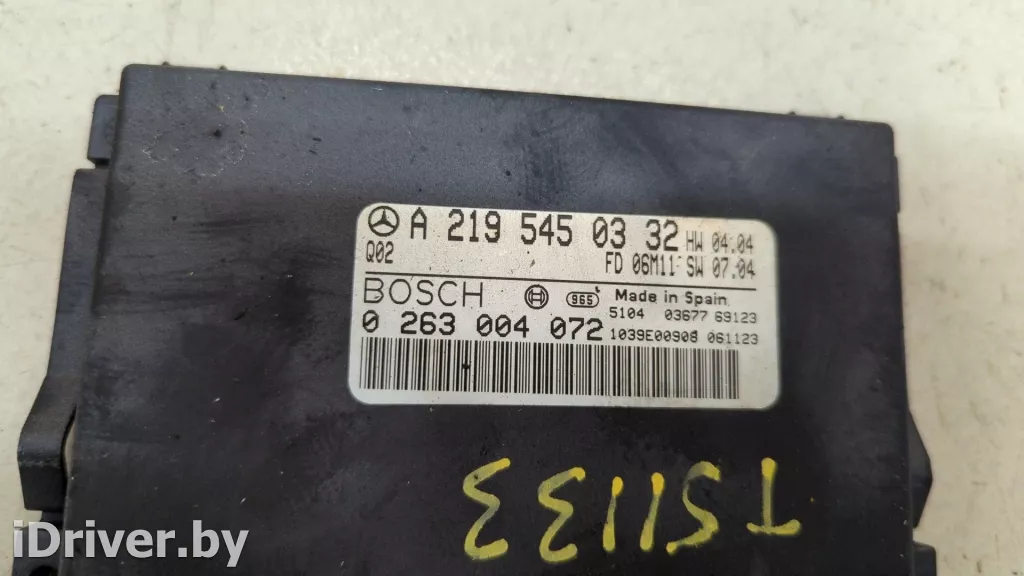 A 219 545 03 32 HW 04.04
Q02 FD 06M11 SW 07.04
BOSCH 965 Made in Spain
5104 03677 69123
0 263 004 072 1039E00908 061123
TS1133
iDriver.by